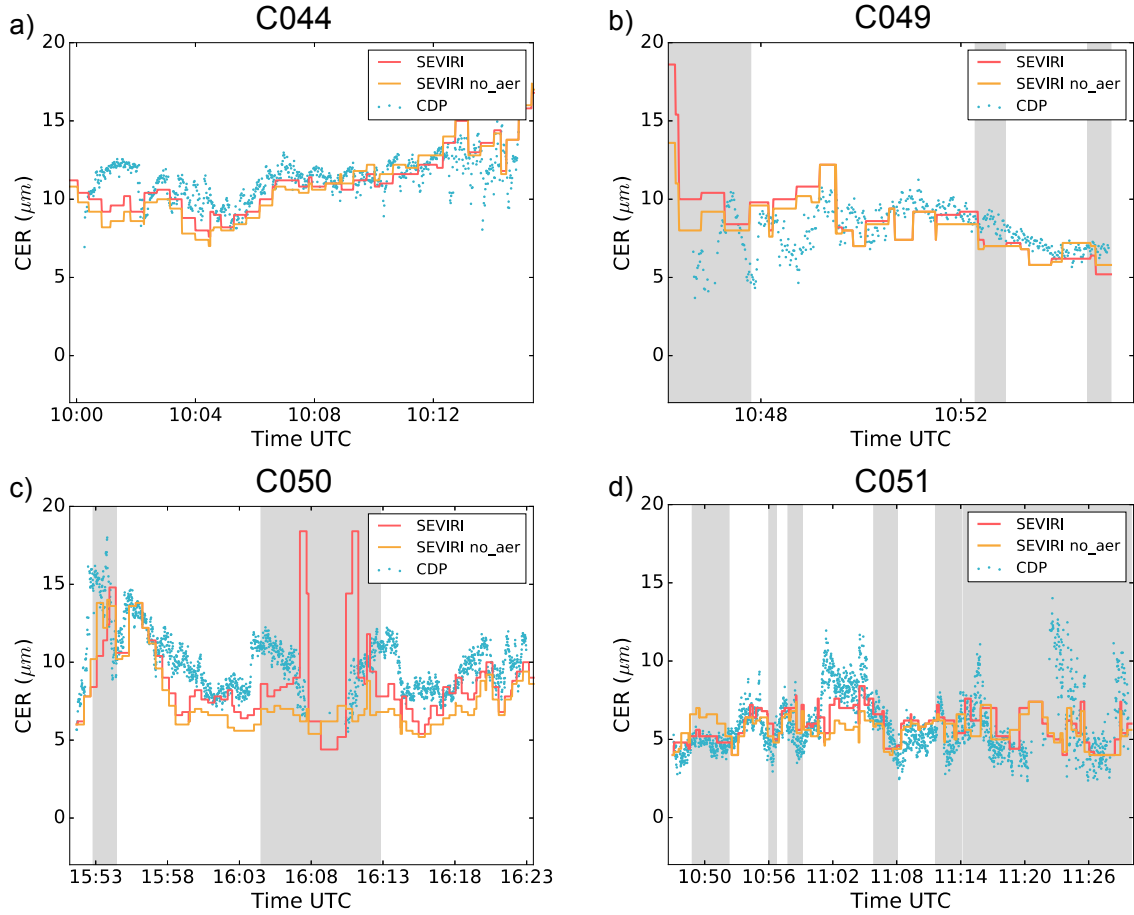 a)
C044
20
15
10
5
0
CER (μm)
SEVIRI
SEVIRI no_aer
CDP
10:00
10:04
10:08
10:12
Time UTC
b)
C049
20
15
10
5
0
CER (μm)
SEVIRI
SEVIRI no_aer
CDP
10:48
10:52
Time UTC
c)
C050
20
15
10
5
0
CER (μm)
SEVIRI
SEVIRI no_aer
CDP
15:53
15:58
16:03
16:08
16:13
16:18
16:23
Time UTC
d)
C051
20
15
10
5
0
CER (μm)
SEVIRI
SEVIRI no_aer
CDP
10:50
10:56
11:02
11:08
11:14
11:20
11:26
Time UTC